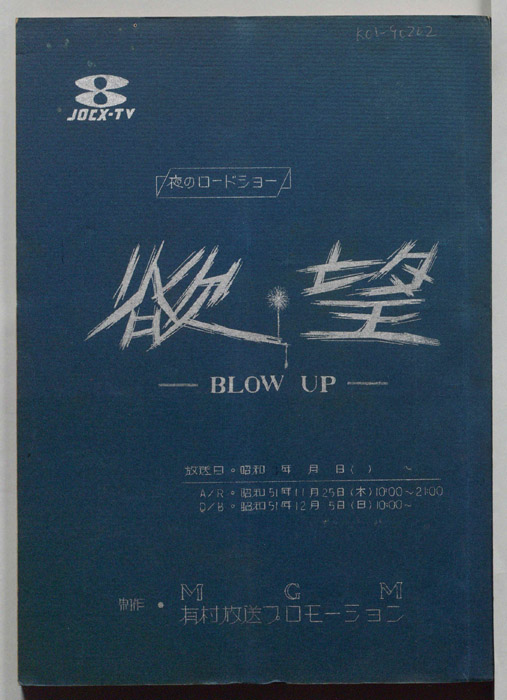 JOCX-TV
夜のロードショー
欲望
BLOW UP
放送日・昭和 年 月 日( ) ~
A/R・昭和51年11月25日(木)10:00~21:00
D/B・昭和51年12月 5日(日)10:00~
制作・MGM
有村放送プロモーション